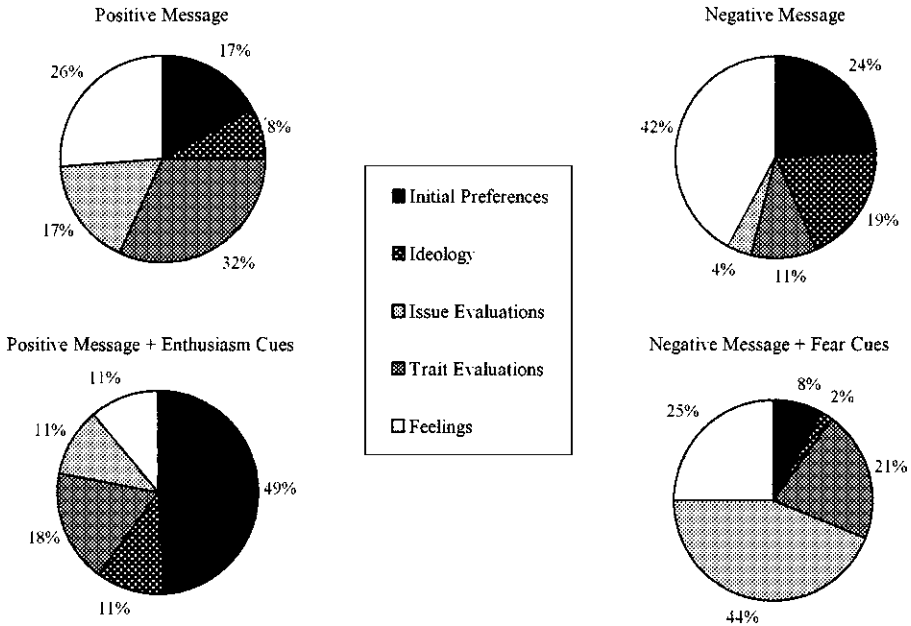 Positive Message
17%
8%
32%
17%
26%
Negative Message
24%
19%
11%
4%
42%
Initial Preferences
Ideology
Issue Evaluations
Trait Evaluations
Feelings
Positive Message + Enthusiasm Cues
49%
11%
18%
11%
11%
Negative Message + Fear Cues
8%
2%
21%
44%
25%